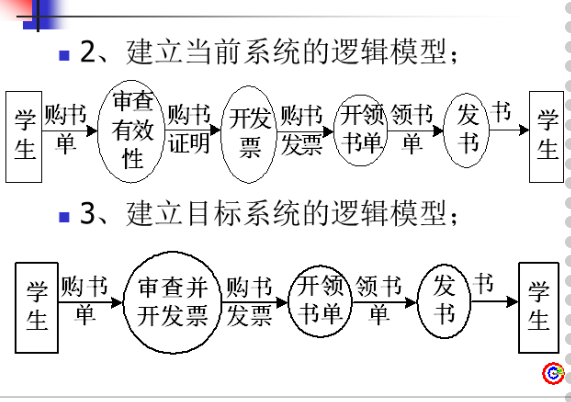 2、建立当前系统的逻辑模型；
学生
购书单
审查有效性
购书证明
开发票
购书发票
开领书单
领书单
发书
书
学生
3、建立目标系统的逻辑模型；
学生
购书单
审查并开发票
购书发票
开领书单
领书单
发书
书
学生